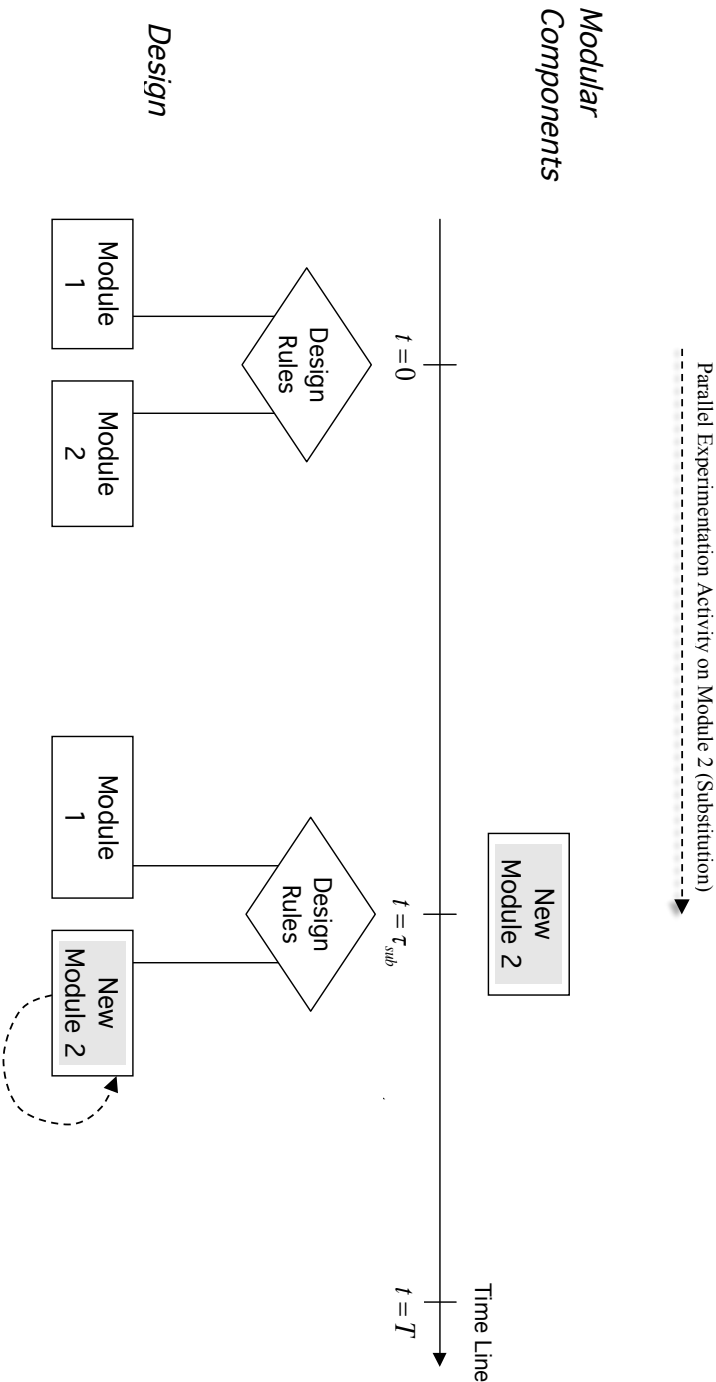 Parallel Experimentation Activity on Module 2 (Substitution)
Modular
Components
New
Module 2
Time Line
t = 0
t = τsub
t = T
Design
Rules
Design
Rules
Design
Module
1
Module
2
Module
1
New
Module 2